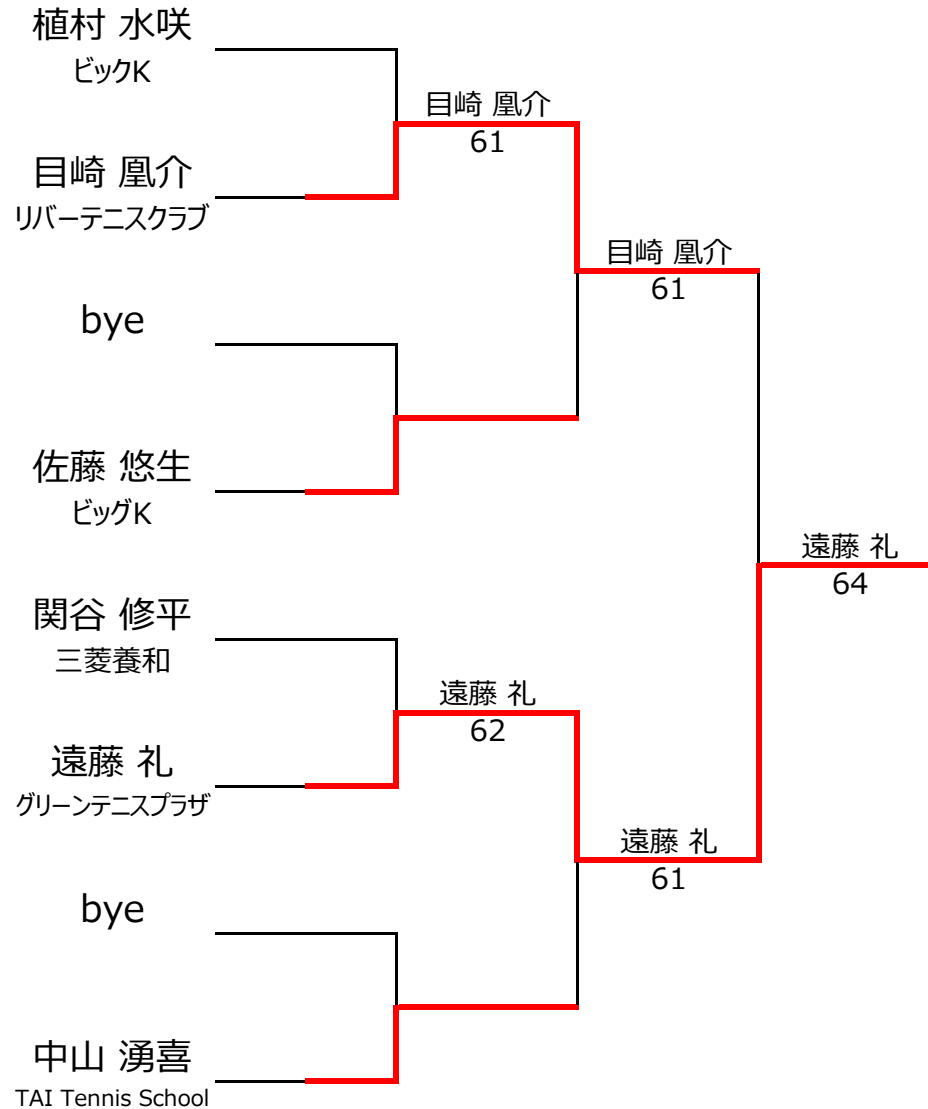 植村 水咲
ビックK
目崎 凰介
リバーテニスクラブ
bye
佐藤 悠生
ビッグK
関谷 修平
三菱養和
遠藤 礼
グリーンテニスプラザ
bye
中山 湧喜
TAI Tennis School
目崎 凰介
61
遠藤 礼
62
目崎 凰介
61
遠藤 礼
61
遠藤 礼
64